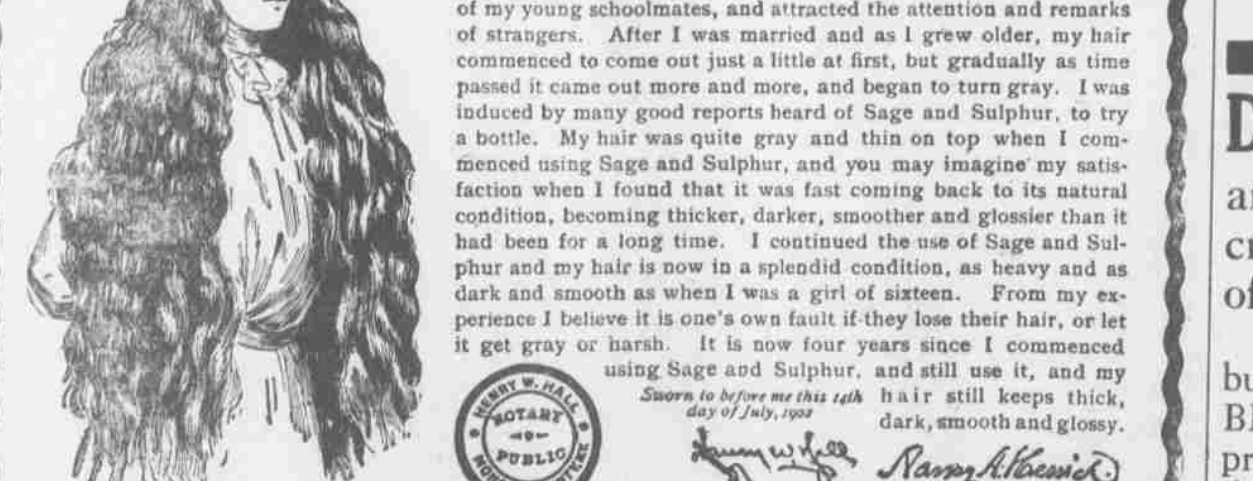 of my young schoolmates, and attracted the attention and remarks
of strangers. After I was married and as I grew older, my hair
commenced to come out just a little at first, but gradually as time
passed it came out more and more, and began to turn gray. I was
induced by many good reports heard of Sage and Sulphur, to try
a bottle. My hair was quite gray and thin on top when I com-
menced using Sage and Sulphur, and you may imagine my satis-
faction when I found that it was fast coming back to its natural
condition, becoming thicker, darker, smoother and glossier than it
had been for a long time. I continued the use of Sage and Sul-
phur and my hair is now in a splendid condition, as heavy and as
dark and smooth as when I was a girl of sixteen. From my ex-
perience I believe it is one's own fault if they lose their hair, or let
it get gray or harsh. It is now four years since I commenced
using Sage and Sulphur, and still use it, and my
hair still keeps thick,
dark, smooth and glossy.
Sworn to before me this 14th
day of July, 1902
HENRY W. HALL
NOTARY
PUBLIC
Henry W. Hall
D
a
of
bu
pr